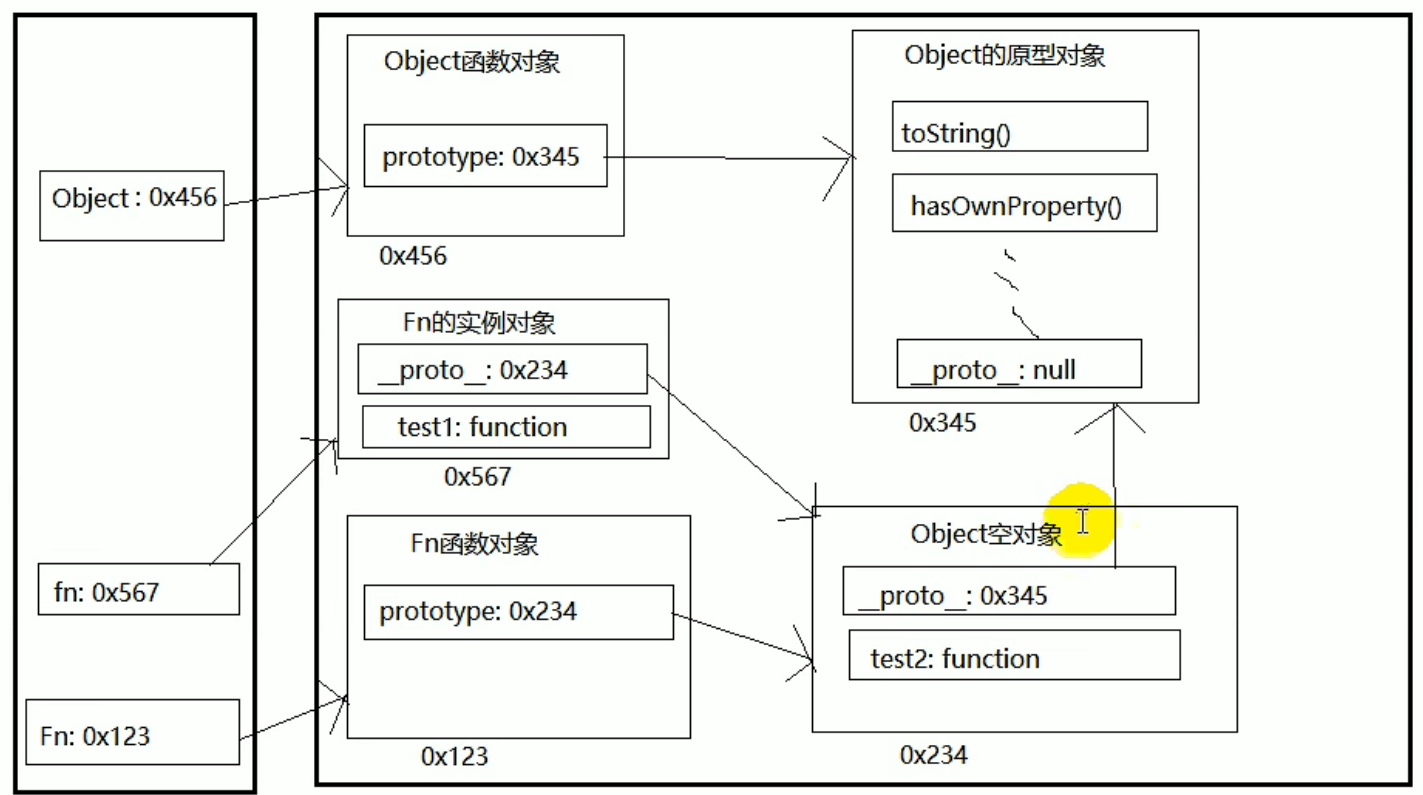 Object : 0x456
fn: 0x567
Fn: 0x123
Object函数对象
prototype: 0x345
0x456
Fn的实例对象
__proto__: 0x234
test1: function
0x567
Fn函数对象
prototype: 0x234
0x123
Object的原型对象
toString()
hasOwnProperty()
__proto__: null
0x345
Object空对象
__proto__: 0x345
test2: function
0x234